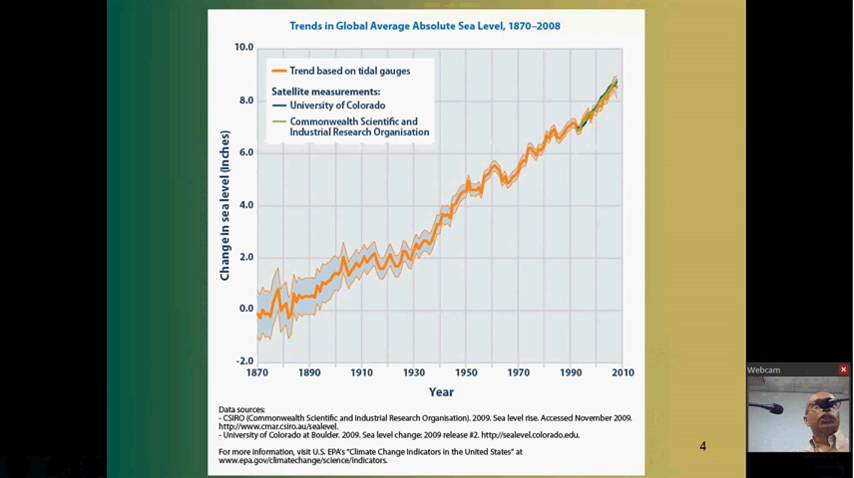 Trends in Global Average Absolute Sea Level, 1870–2008
10.0
8.0
6.0
4.0
2.0
0.0
-2.0
Change in sea level (inches)
Trend based on tidal gauges
Satellite measurements:
University of Colorado
Commonwealth Scientific and
Industrial Research Organisation
1870 1890 1910 1930 1950 1970 1990 2010
Year
Data sources:
- CSIRO (Commonwealth Scientific and Industrial Research Organisation). 2009. Sea level rise. Accessed November 2009.
http://www.cmar.csiro.au/sealevel.
- University of Colorado at Boulder. 2009. Sea level change: 2009 release #2. http://sealevel.colorado.edu.
For more information, visit U.S. EPA's "Climate Change Indicators in the United States" at
www.epa.gov/climatechange/science/indicators.
4
Webcam